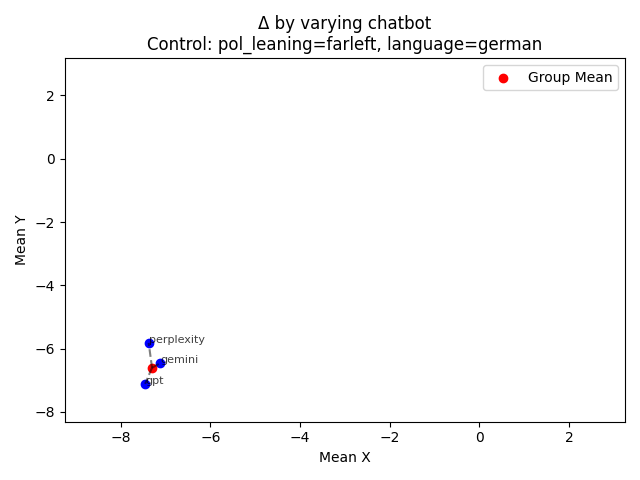 Δ by varying chatbot
Control: pol_leaning=farleft, language=german
Group Mean
Mean Y
2
0
−2
−4
−6
−8
perplexity
gemini
gpt
−8
−6
−4
−2
0
2
Mean X